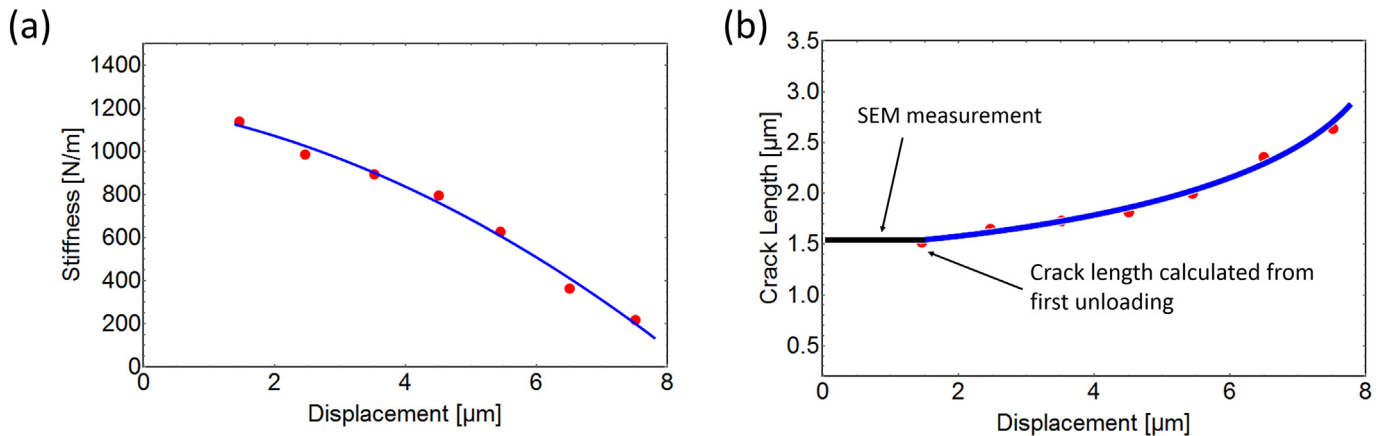 (a)
1400
1200
1000
800
600
400
200
0
0 2 4 6 8
Stiffness [N/m]
Displacement [µm]
(b)
3.5
3.0
2.5
2.0
1.5
1.0
0.5
0 2 4 6 8
Crack Length [µm]
Displacement [µm]
SEM measurement
Crack length calculated from
first unloading